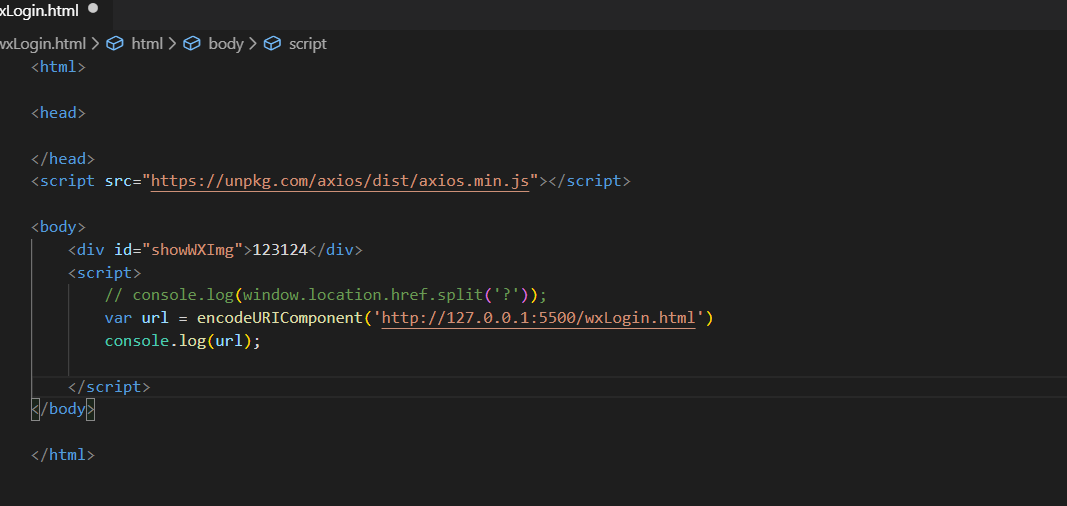 xLogin.html
wxLogin.html > html > body > script
<html>
<head>
</head>
<script src="https://unpkg.com/axios/dist/axios.min.js"></script>
<body>
<div id="showWXImg">123124</div>
<script>
// console.log(window.location.href.split('?'));
var url = encodeURIComponent('http://127.0.0.1:5500/wxLogin.html')
console.log(url);
</script>
</body>
</html>